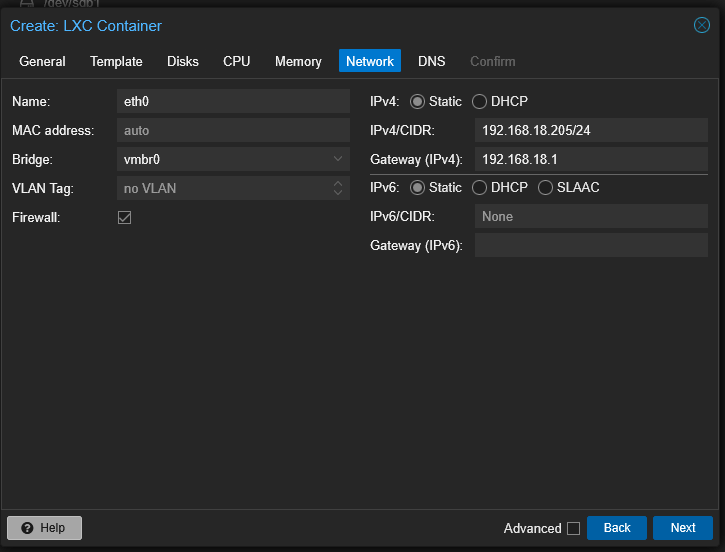 /dev/sdb1
Create: LXC Container
General Template Disks CPU Memory Network DNS Confirm
Name: eth0
MAC address: auto
Bridge: vmbr0
VLAN Tag: no VLAN
Firewall:
IPv4: Static DHCP
IPv4/CIDR: 192.168.18.205/24
Gateway (IPv4): 192.168.18.1
IPv6: Static DHCP SLAAC
IPv6/CIDR: None
Gateway (IPv6):
Help Advanced Back Next